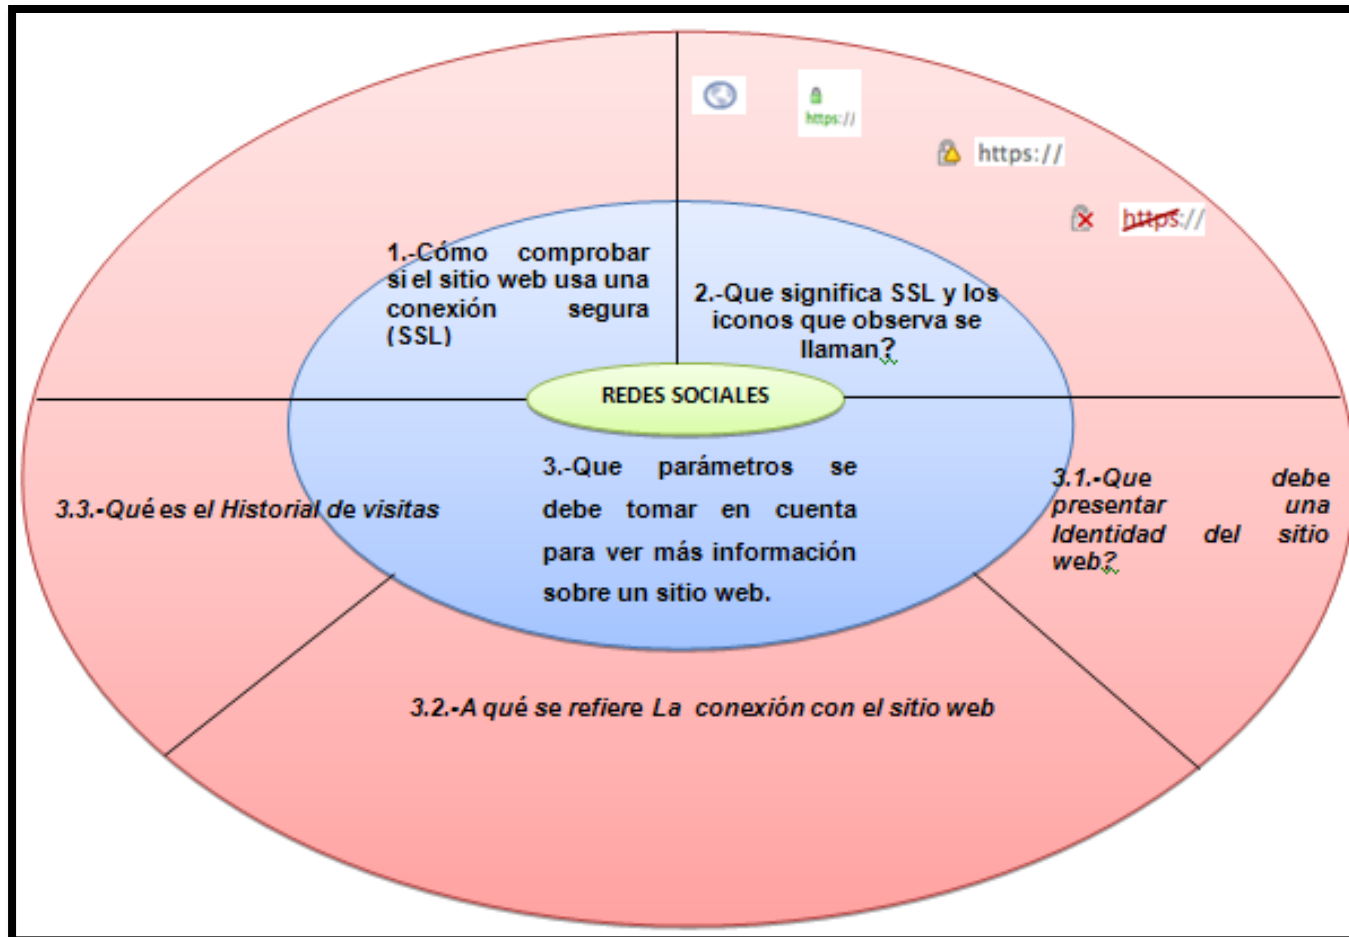 https://
https://
https://
1.-Cómo comprobar
si el sitio web usa una
conexión segura
(SSL)
2.-Que significa SSL y los
iconos que observa se
llaman?
REDES SOCIALES
3.-Que parámetros se
debe tomar en cuenta
para ver más información
sobre un sitio web.
3.1.-Que debe
presentar una
Identidad del sitio
web?
3.2.-A qué se refiere La conexión con el sitio web
3.3.-Qué es el Historial de visitas